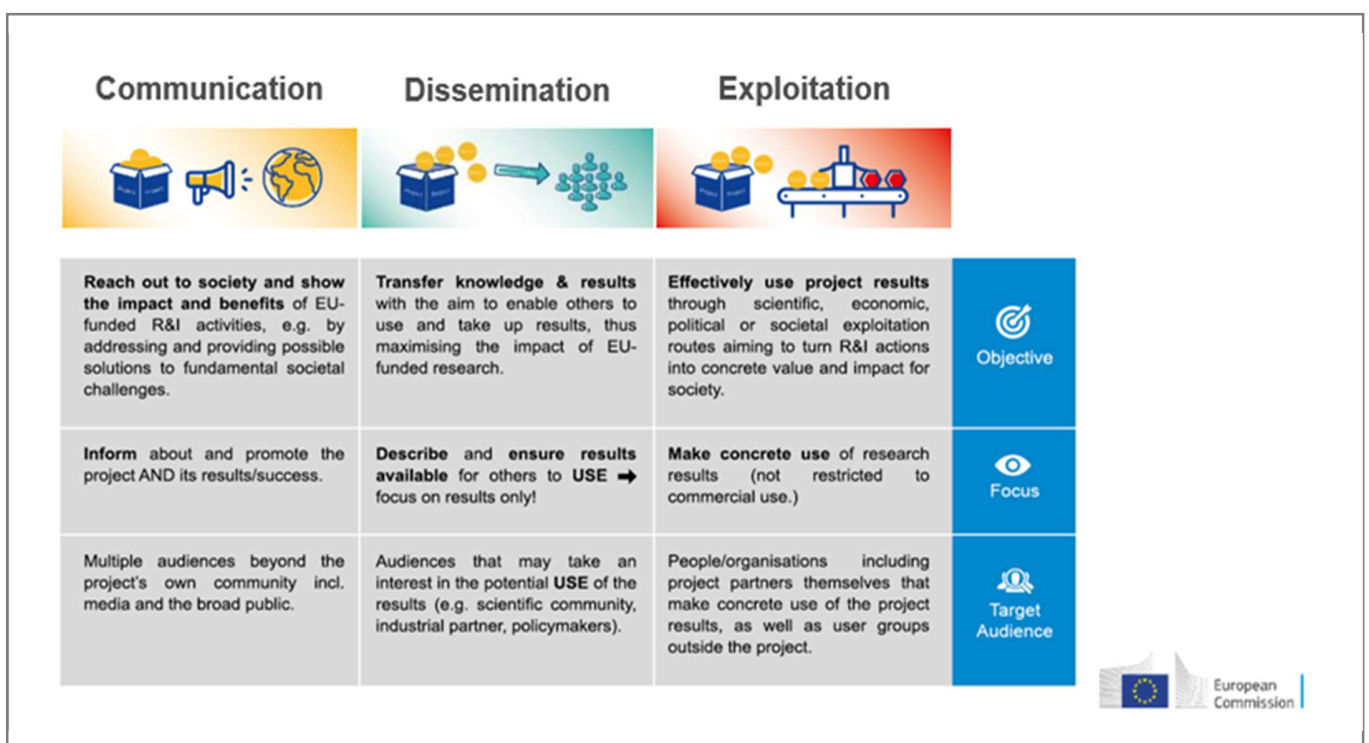 Communication
Dissemination
Exploitation
Reach out to society and show
the impact and benefits of EU-
funded R&I activities, e.g. by
addressing and providing possible
solutions to fundamental societal
challenges.
Transfer knowledge & results
with the aim to enable others to
use and take up results, thus
maximising the impact of EU-
funded research.
Effectively use project results
through scientific, economic,
political or societal exploitation
routes aiming to turn R&I actions
into concrete value and impact for
society.
Objective
Inform about and promote the
project AND its results/success.
Describe and ensure results
available for others to USE ➡
focus on results only!
Make concrete use of research
results (not restricted to
commercial use.)
Focus
Multiple audiences beyond the
project's own community incl.
media and the broad public.
Audiences that may take an
interest in the potential USE of the
results (e.g. scientific community,
industrial partner, policymakers).
People/organisations including
project partners themselves that
make concrete use of the project
results, as well as user groups
outside the project.
Target
Audience
European
Commission